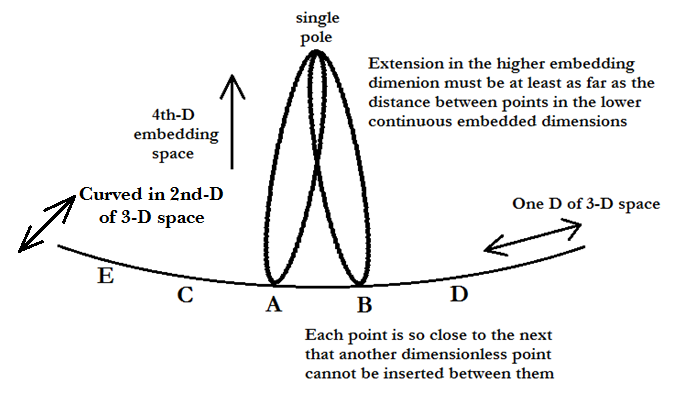 single
pole
Extension in the higher embedding
dimenion must be at least as far as the
distance between points in the lower
continuous embedded dimensions
4th-D
embedding
space
Curved in 2nd-D
of 3-D space
One D of 3-D space
E
C
A
B
D
Each point is so close to the next
that another dimensionless point
cannot be inserted between them